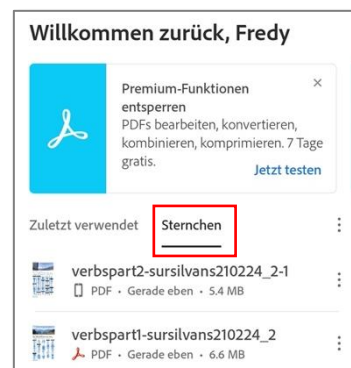 Willkommen zurück, Fredy
Premium-Funktionen
entsperren
PDFs bearbeiten, konvertieren,
kombinieren, komprimieren. 7 Tage
gratis.
Jetzt testen
Zuletzt verwendet Sternchen
verbspart2-sursilvans210224_2-1
PDF • Gerade eben • 5.4 MB
verbspart1-sursilvans210224_2
PDF • Gerade eben • 6.6 MB